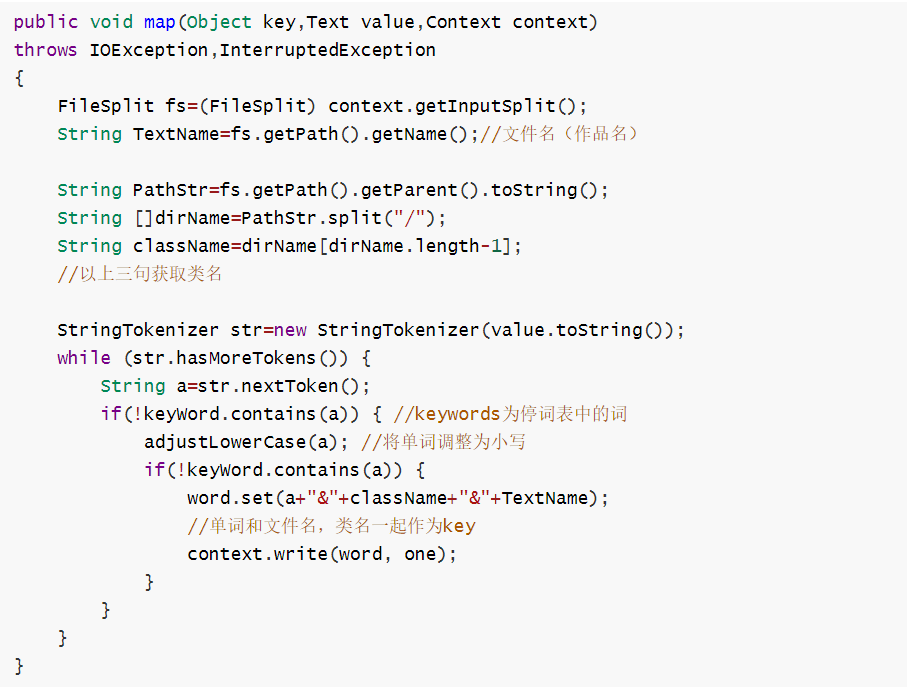 public void map(Object key,Text value,Context context)
throws IOException,InterruptedException
{
    FileSplit fs=(FileSplit) context.getInputSplit();
    String TextName=fs.getPath().getName();//文件名（作品名）

    String PathStr=fs.getPath().getParent().toString();
    String []dirName=PathStr.split("/");
    String className=dirName[dirName.length-1];
    //以上三句获取类名

    StringTokenizer str=new StringTokenizer(value.toString());
    while (str.hasMoreTokens()) {
        String a=str.nextToken();
        if(!keyWord.contains(a)) { //keywords为停词表中的词
            adjustLowerCase(a); //将单词调整为小写
            if(!keyWord.contains(a)) {
                word.set(a+"&"+className+"&"+TextName);
                //单词和文件名，类名一起作为key
                context.write(word, one);
            }
        }
    }
}